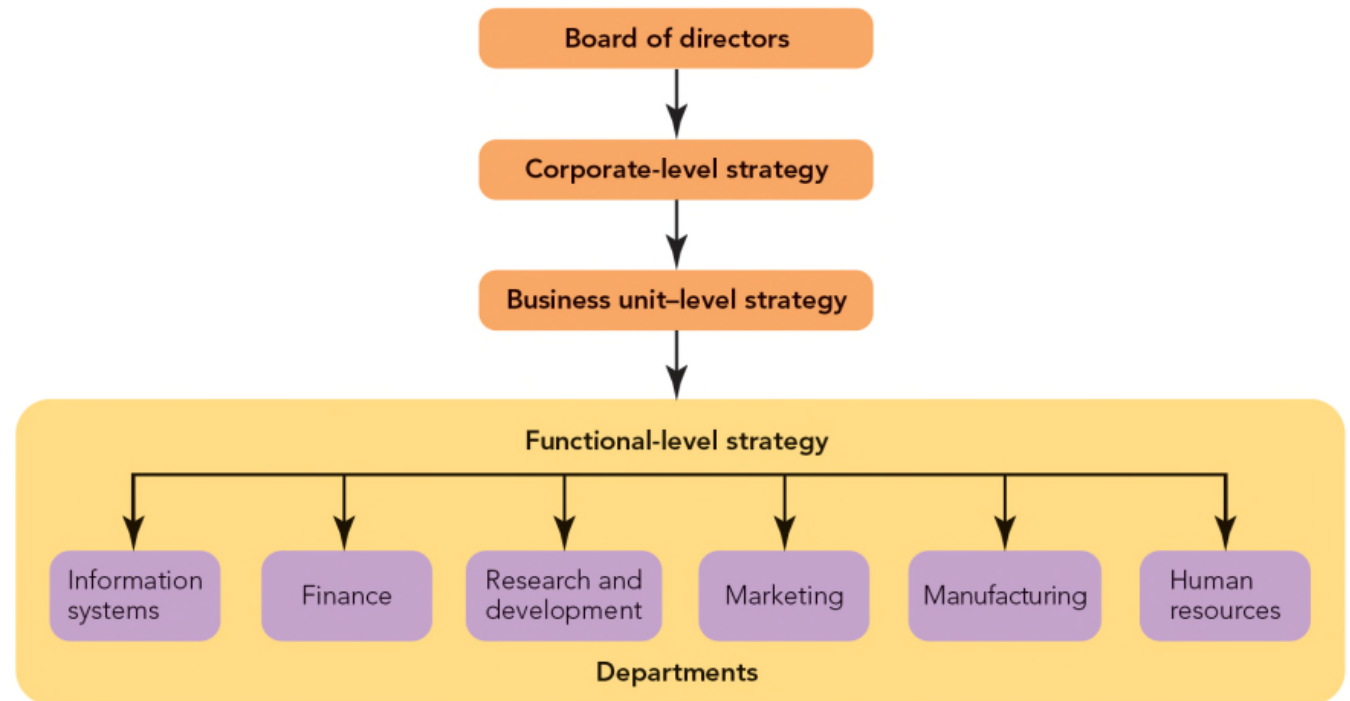 Board of directors
Corporate-level strategy
Business unit–level strategy
Functional-level strategy
Information
systems
Finance
Research and
development
Marketing
Manufacturing
Human
resources
Departments